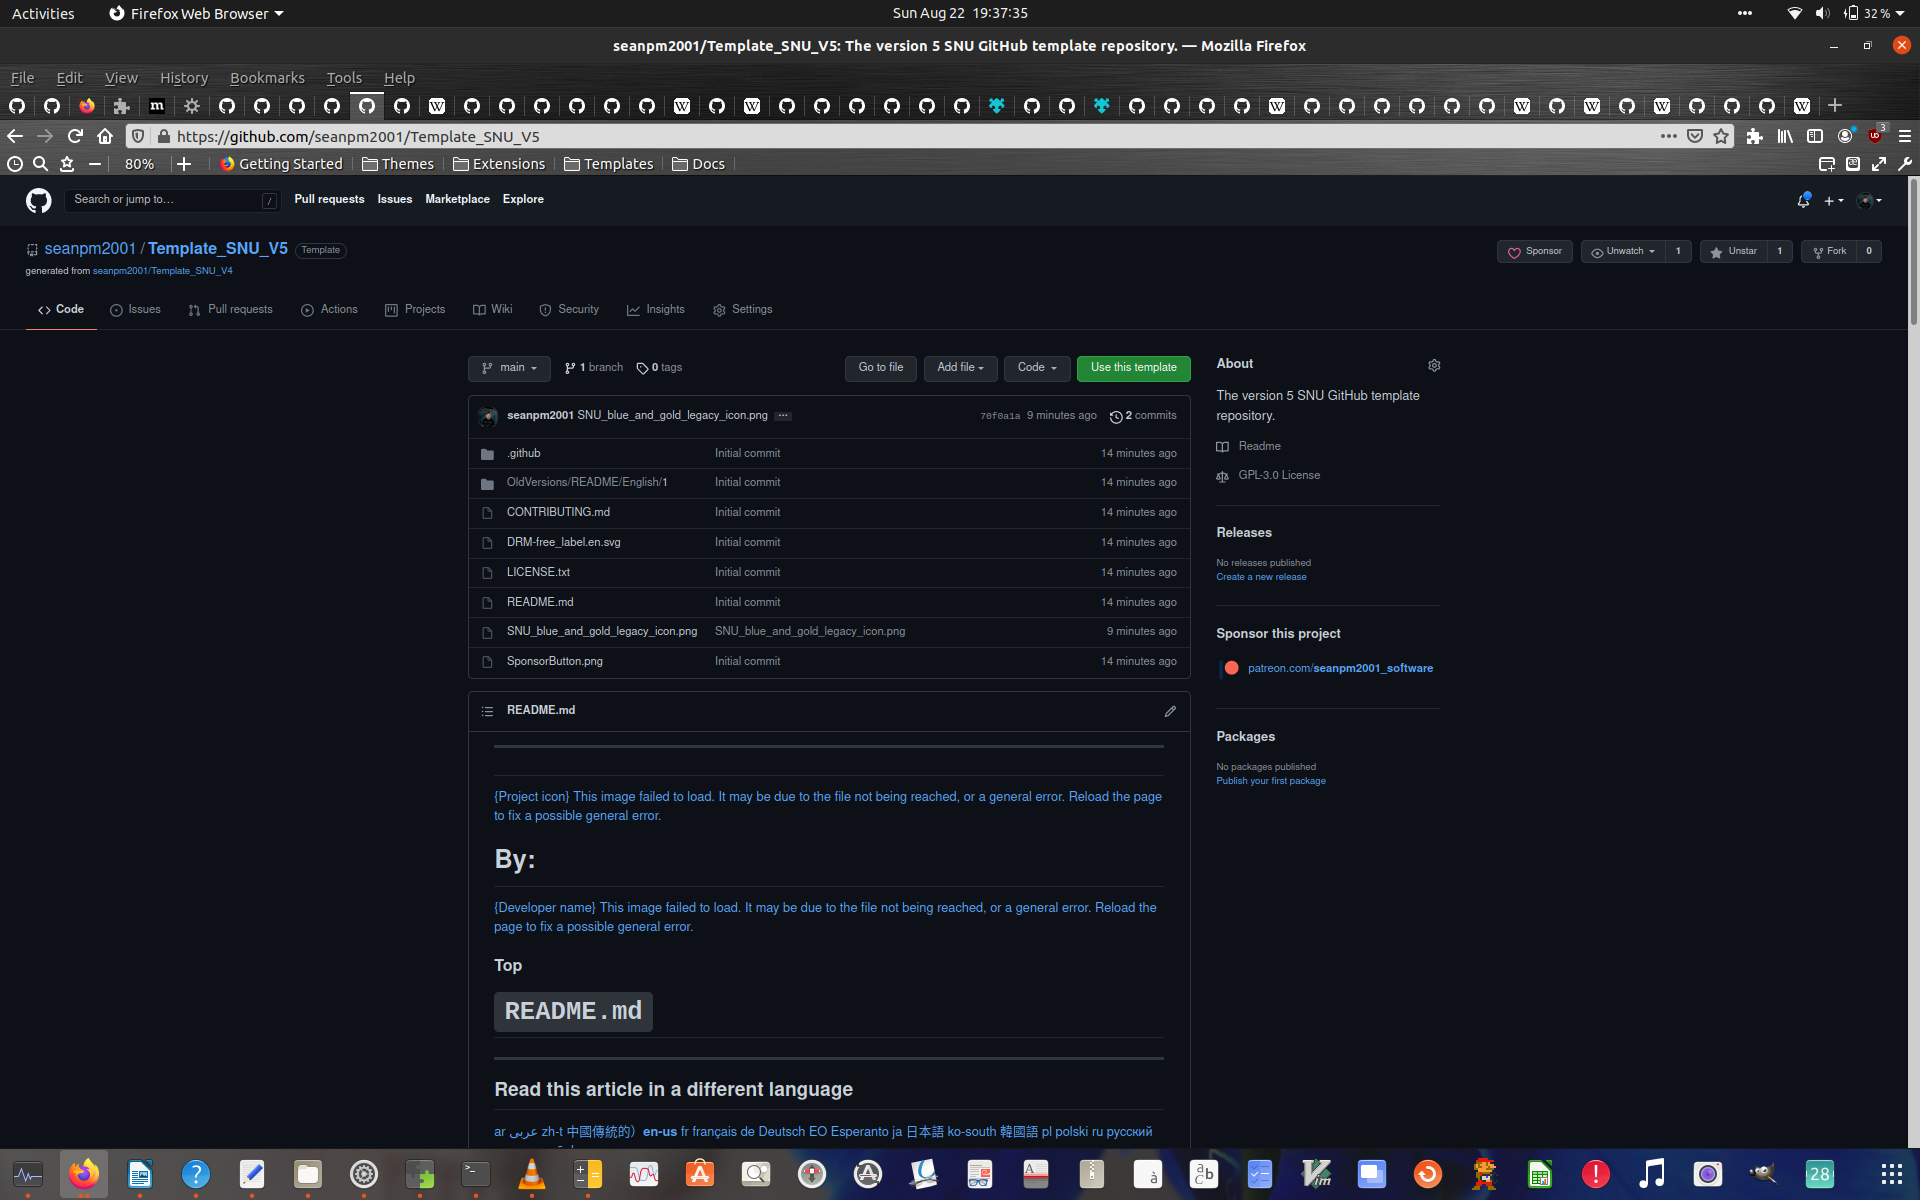 Activities Firefox Web Browser Sun Aug 22 19:37:35 32 %
seanpm2001/Template_SNU_V5: The version 5 SNU GitHub template repository. — Mozilla Firefox
File Edit View History Bookmarks Tools Help
https://github.com/seanpm2001/Template_SNU_V5 3
80% Getting Started Themes Extensions Templates Docs
Search or jump to… / Pull requests Issues Marketplace Explore
seanpm2001 / Template_SNU_V5 Template Sponsor Unwatch 1 Unstar 1 Fork 0
generated from seanpm2001/Template_SNU_V4
Code Issues Pull requests Actions Projects Wiki Security Insights Settings
main 1 branch 0 tags Go to file Add file Code Use this template
seanpm2001 SNU_blue_and_gold_legacy_icon.png ... 70f0a1a 9 minutes ago 2 commits
.github Initial commit 14 minutes ago
OldVersions/README/English/1 Initial commit 14 minutes ago
CONTRIBUTING.md Initial commit 14 minutes ago
DRM-free_label.en.svg Initial commit 14 minutes ago
LICENSE.txt Initial commit 14 minutes ago
README.md Initial commit 14 minutes ago
SNU_blue_and_gold_legacy_icon.png SNU_blue_and_gold_legacy_icon.png 9 minutes ago
SponsorButton.png Initial commit 14 minutes ago
README.md
{Project icon} This image failed to load. It may be due to the file not being reached, or a general error. Reload the page
to fix a possible general error.
By:
{Developer name} This image failed to load. It may be due to the file not being reached, or a general error. Reload the
page to fix a possible general error.
Top
README.md
Read this article in a different language
ar عربى zh-t 中國傳統的） en-us fr français de Deutsch EO Esperanto ja 日本語 ko-south 韓國語 pl polski ru русский
About
The version 5 SNU GitHub template
repository.
Readme
GPL-3.0 License
Releases
No releases published
Create a new release
Sponsor this project
patreon.com/seanpm2001_software
Packages
No packages published
Publish your first package
28